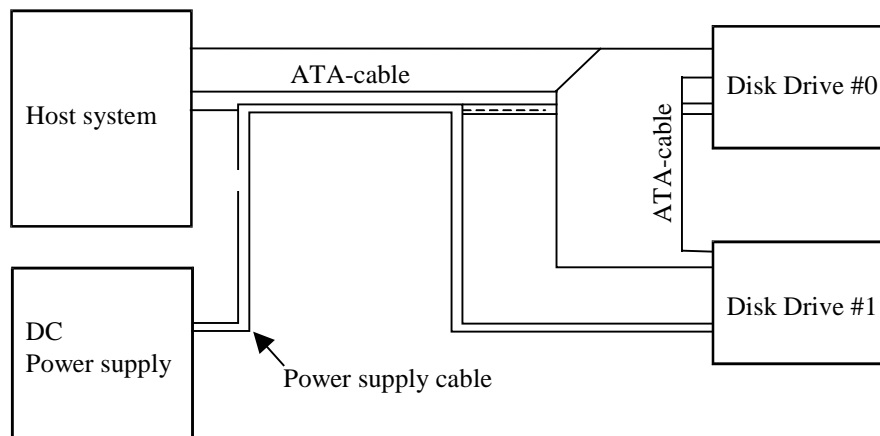 ATA-cable
Disk Drive #0
Host system
ATA-cable
Disk Drive #1
DC
Power supply
Power supply cable